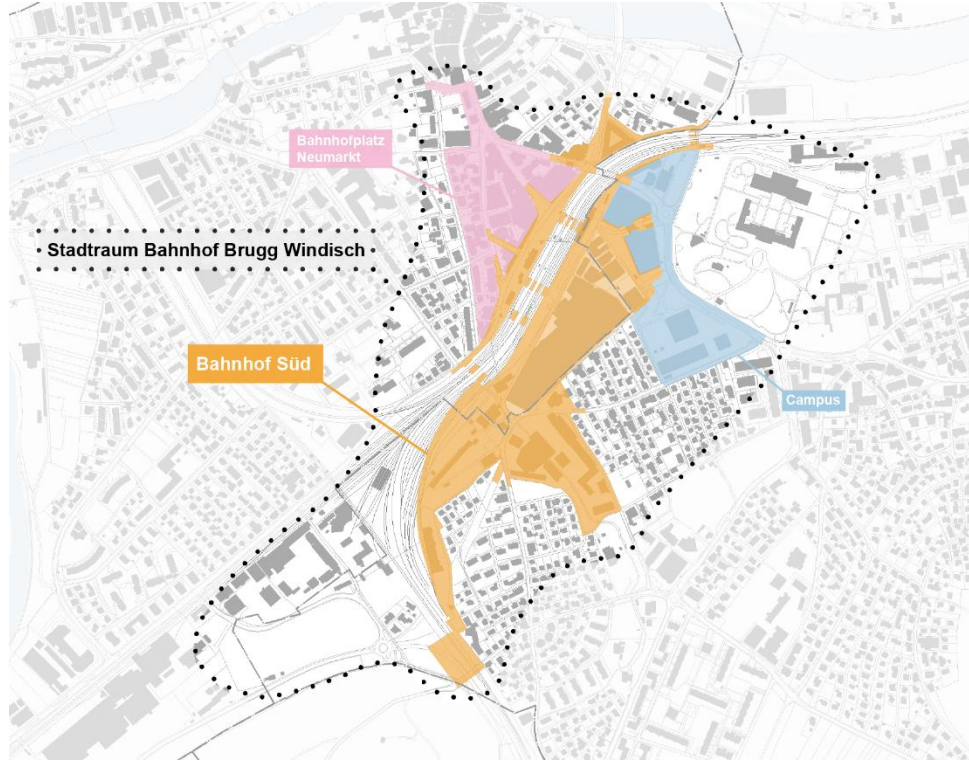 Bahnhofplatz
Neumarkt
Stadtraum Bahnhof Brugg Windisch
Bahnhof Süd
Campus